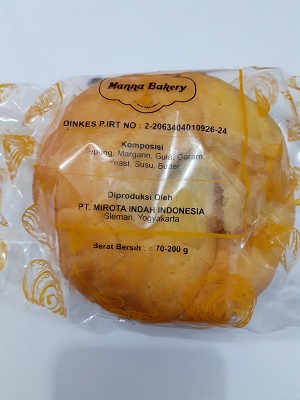 Manna Bakery
DINKES P.IRT NO : 2-2063404010926-24
Komposisi
Tepung, Margarin, Gula, Garam
Yeast, Susu, Butter
Diproduksi Oleh :
PT. MIROTA INDAH INDONESIA
Sleman, Yogyakarta
Berat Bersih : ± 70-200 g